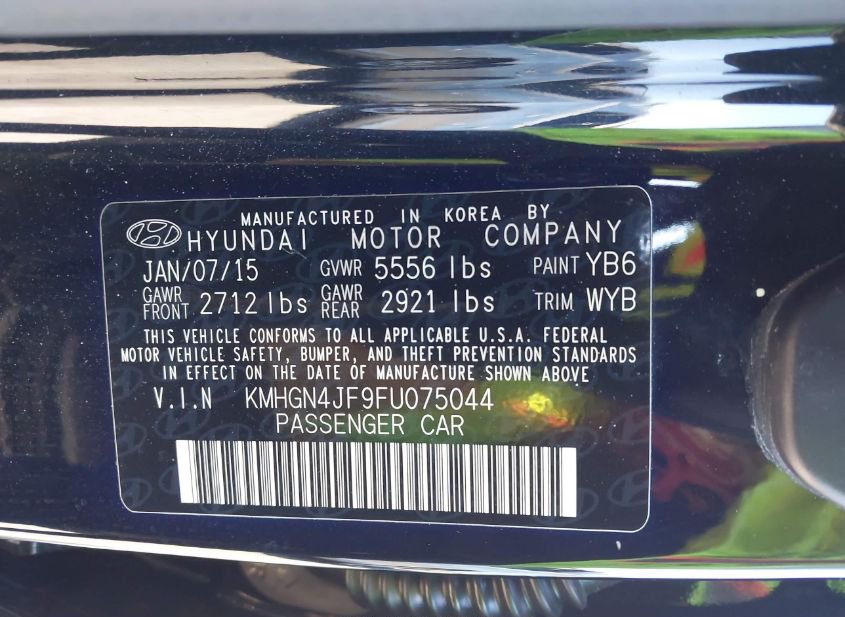 MANUFACTURED IN KOREA BY
HYUNDAI MOTOR COMPANY
JAN/07/15 GVWR 5556 lbs PAINT YB6
GAWR FRONT 2712 lbs GAWR REAR 2921 lbs TRIM WYB
THIS VEHICLE CONFORMS TO ALL APPLICABLE U.S.A. FEDERAL
MOTOR VEHICLE SAFETY, BUMPER, AND THEFT PREVENTION STANDARDS
IN EFFECT ON THE DATE OF MANUFACTURE SHOWN ABOVE
V.I.N KMHGN4JF9FU075044
PASSENGER CAR